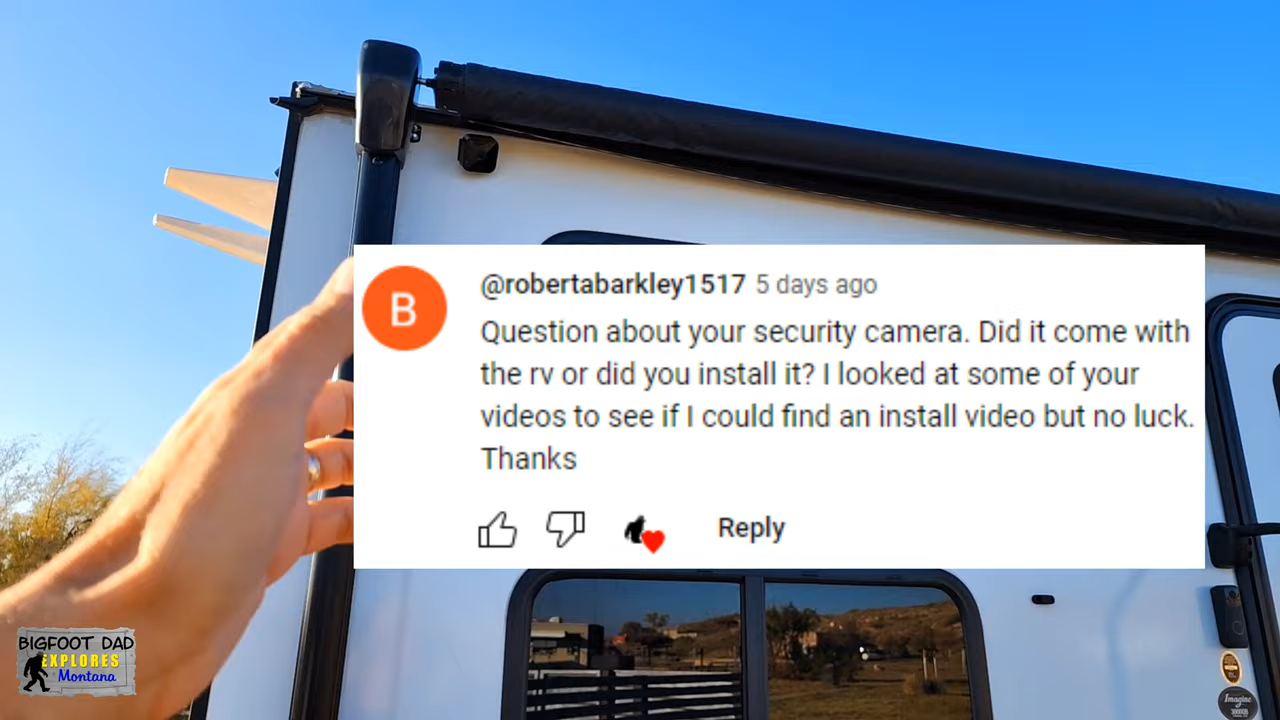 @robertabarkley1517 5 days ago
B
Question about your security camera. Did it come with
the rv or did you install it? I looked at some of your
videos to see if I could find an install video but no luck.
Thanks
Reply
BIGFOOT DAD
EXPLORES
Montana
Imagine